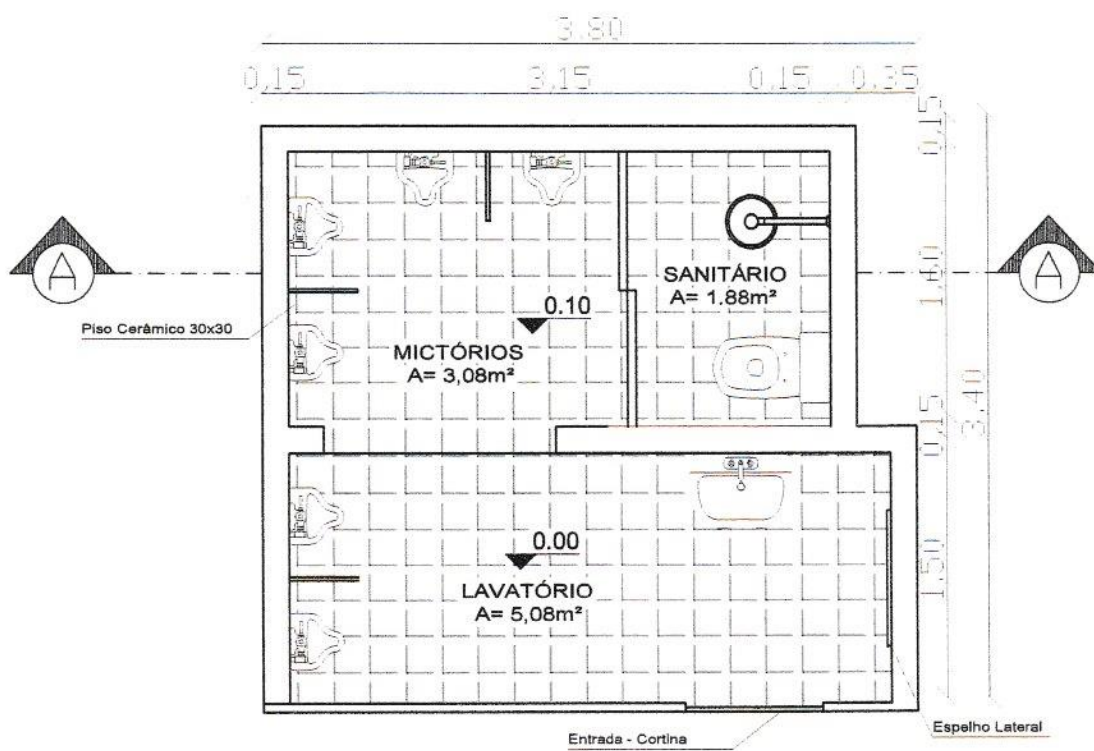 3.80
0.15 3.15 0.15 0.35
0.15
SANITÁRIO
A= 1.88m²
A
A
1.60
0.10
Piso Cerâmico 30x30
MICTÓRIOS
A= 3,08m²
3.40
0.15
0.00
LAVATÓRIO
A= 5,08m²
1.50
Espelho Lateral
Entrada - Cortina